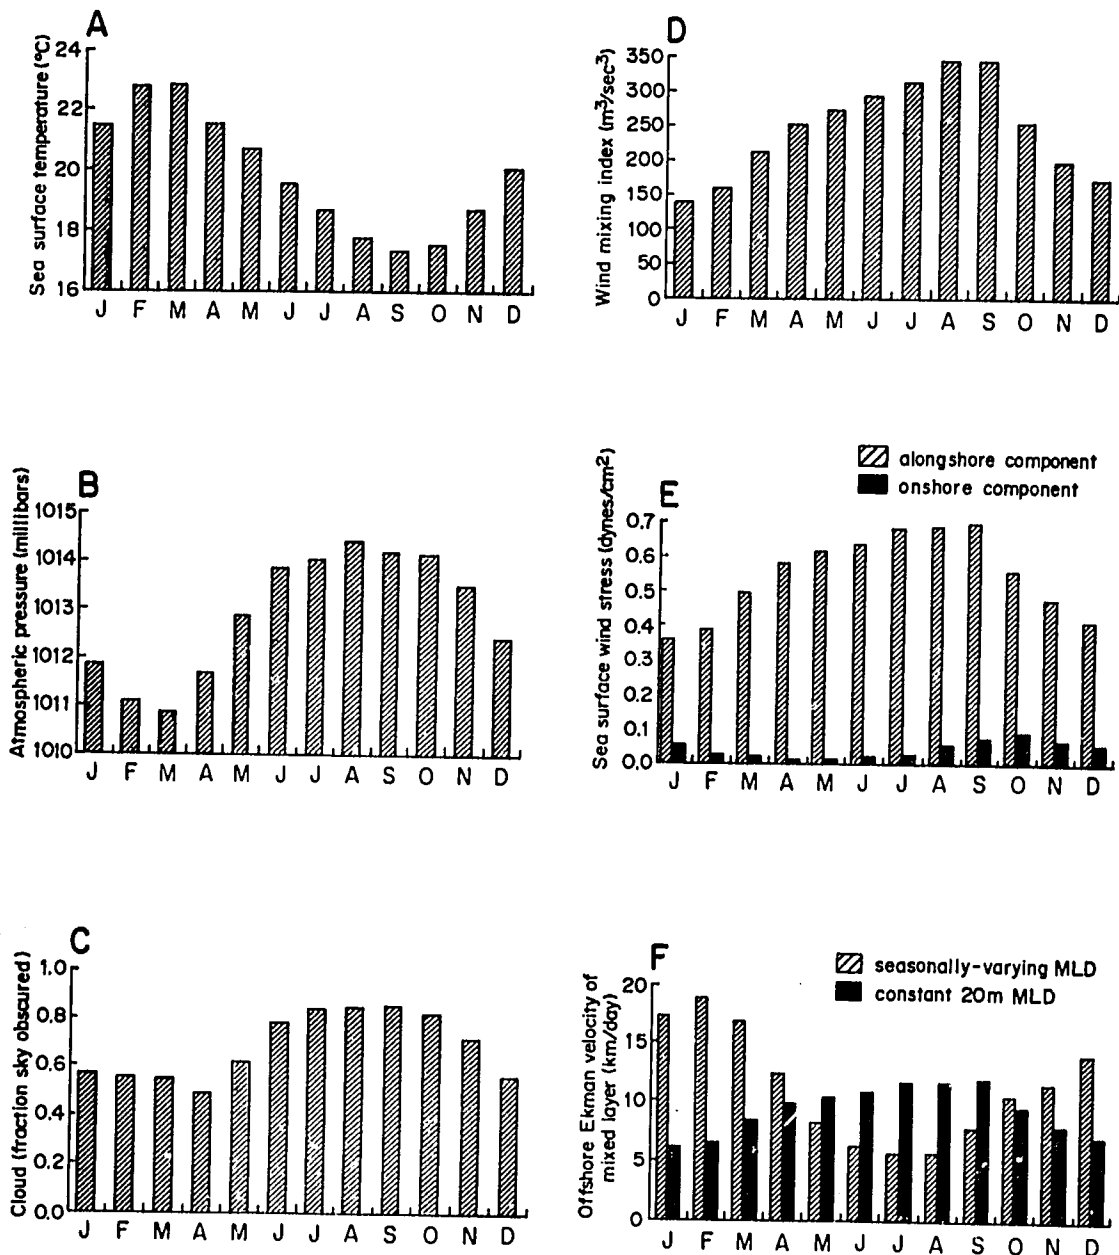 A
Sea surface temperature (°C)
24
22
20
18
16
J F M A M J J A S O N D
D
Wind mixing index (m³/sec³)
350
300
250
200
150
100
50
0
J F M A M J J A S O N D
B
Atmospheric pressure (millibars)
1015
1014
1013
1012
1011
1010
J F M A M J J A S O N D
alongshore component
onshore component
E
Sea surface wind stress (dynes/cm²)
0.7
0.6
0.5
0.4
0.3
0.2
0.1
0.0
J F M A M J J A S O N D
C
Cloud (fraction sky obscured)
1.0
0.8
0.6
0.4
0.2
0.0
J F M A M J J A S O N D
F
seasonally-varying MLD
constant 20m MLD
Offshore Ekman velocity of
mixed layer (km/day)
20
15
10
5
0
J F M A M J J A S O N D